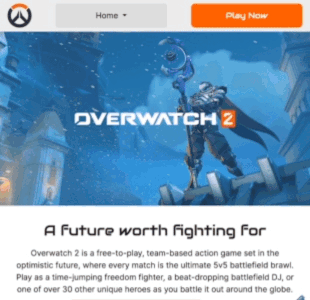 Home
Play Now
OVERWATCH 2
A future worth fighting for
Overwatch 2 is a free-to-play, team-based action game set in the
optimistic future, where every match is the ultimate 5v5 battlefield brawl.
Play as a time-jumping freedom fighter, a beat-dropping battlefield DJ, or
one of over 30 other unique heroes as you battle it out around the globe.